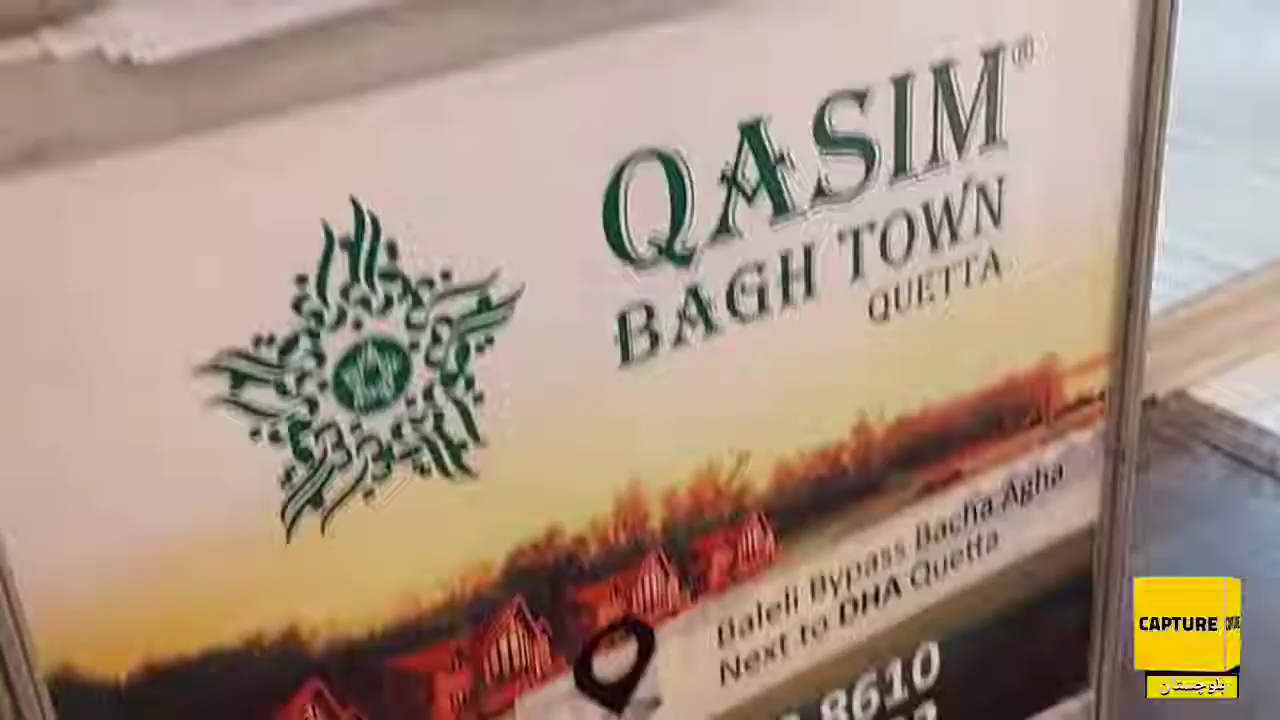 QASIM®
BAGH TOWN
QUETTA
Baleli Bypass Bacha Agha
Next to DHA Quetta
8610
CAPTURE
بلوچستان